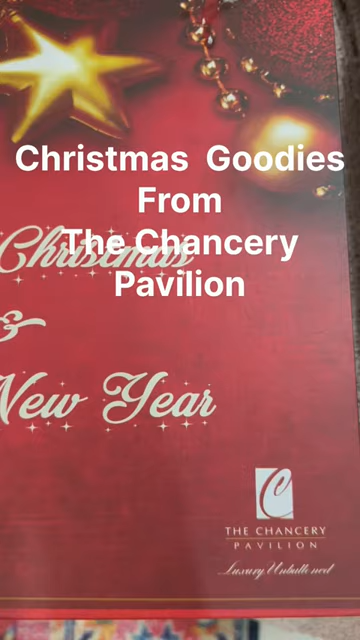 Christmas Goodies
From
The Chancery
Pavilion
Christmas
&
New Year
THE CHANCERY
PAVILION
Luxury Unbuttoned